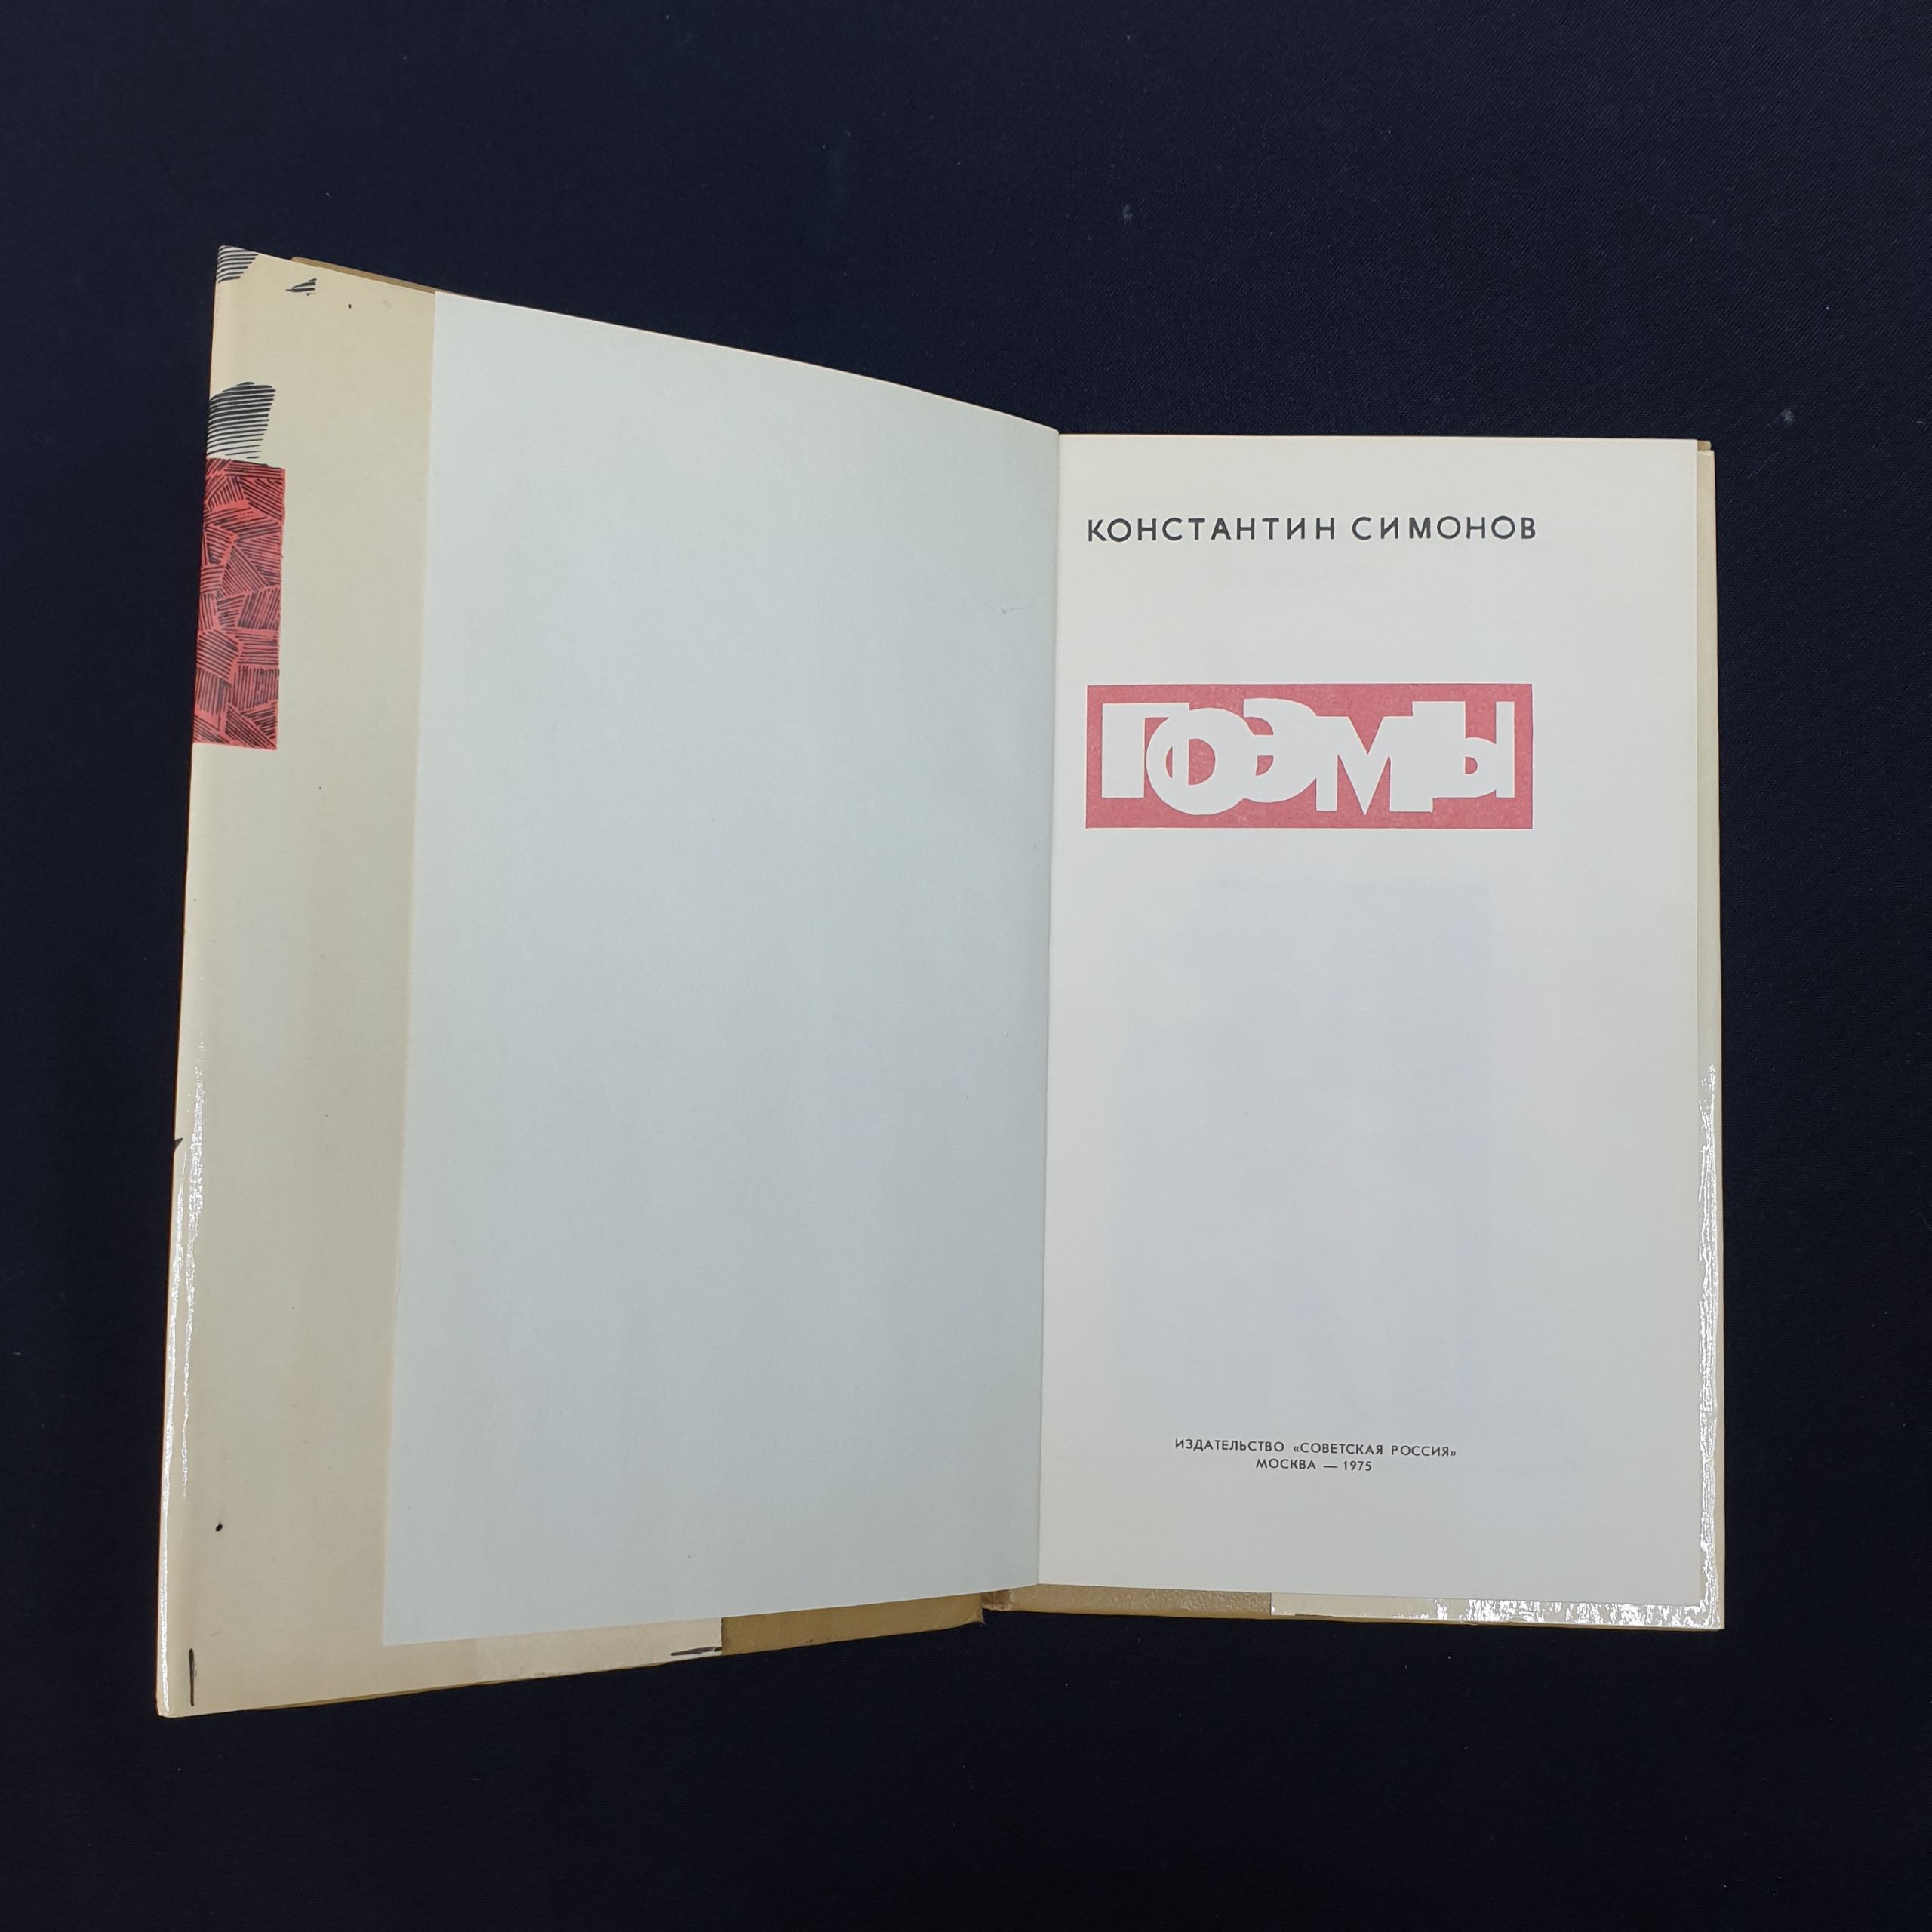 КОНСТАНТИН СИМОНОВ
ПОЭМЫ
ИЗДАТЕЛЬСТВО «СОВЕТСКАЯ РОССИЯ»
МОСКВА — 1975